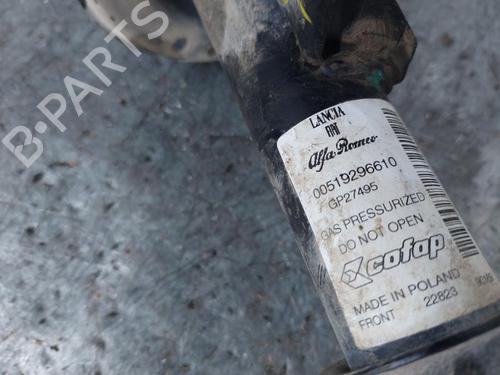 B-PARTS
LANCIA
FIAT
Alfa Romeo
00519296610
GP27495
GAS PRESSURIZED
DO NOT OPEN
cofap
MADE IN POLAND
FRONT 22823